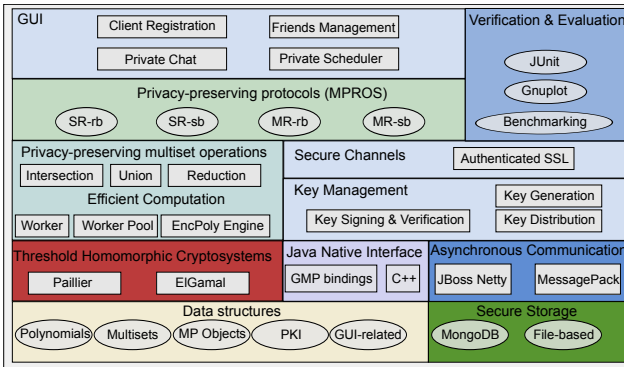 GUI
Client Registration
Friends Management
Private Chat
Private Scheduler
Verification & Evaluation
JUnit
Gnuplot
Benchmarking
Privacy-preserving protocols (MPROS)
SR-rb
SR-sb
MR-rb
MR-sb
Privacy-preserving multiset operations
Intersection
Union
Reduction
Efficient Computation
Worker
Worker Pool
EncPoly Engine
Secure Channels
Authenticated SSL
Key Management
Key Generation
Key Signing & Verification
Key Distribution
Threshold Homomorphic Cryptosystems
Paillier
ElGamal
Java Native Interface
GMP bindings
C++
Asynchronous Communication
JBoss Netty
MessagePack
Data structures
Polynomials
Multisets
MP Objects
PKI
GUI-related
Secure Storage
MongoDB
File-based